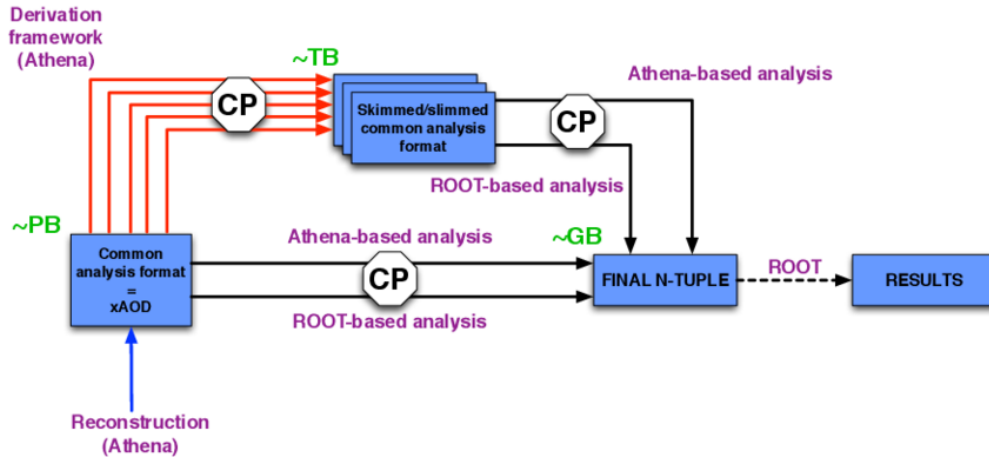 Derivation
framework
(Athena)
~TB
Athena-based analysis
CP
CP
Skimmed/slimmed
common analysis
format
ROOT-based analysis
~PB
Athena-based analysis
~GB
Common
analysis format
=
xAOD
CP
FINAL N-TUPLE
ROOT
RESULTS
ROOT-based analysis
Reconstruction
(Athena)